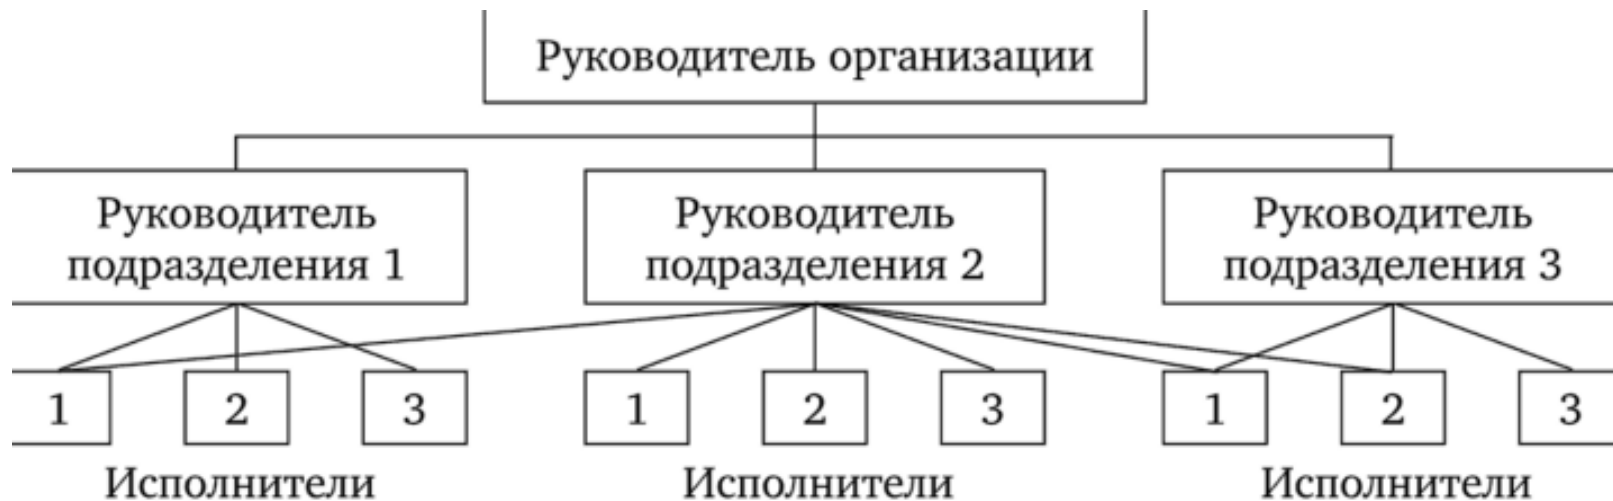 Руководитель организации
Руководитель
подразделения 1
Руководитель
подразделения 2
Руководитель
подразделения 3
1 2 3 1 2 3 1 2 3
Исполнители Исполнители Исполнители